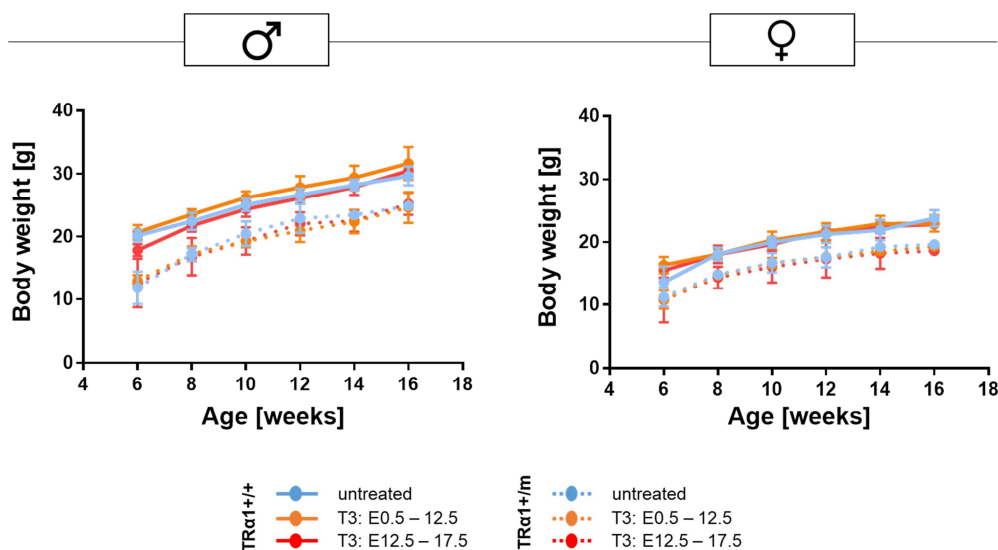 ♂ ♀
Body weight [g]
40
30
20
10
0
4 6 8 10 12 14 16 18
Age [weeks]
Body weight [g]
40
30
20
10
0
4 6 8 10 12 14 16 18
Age [weeks]
TRα1+/+
untreated
T3: E0.5 – 12.5
T3: E12.5 – 17.5
TRα1+/m
untreated
T3: E0.5 – 12.5
T3: E12.5 – 17.5